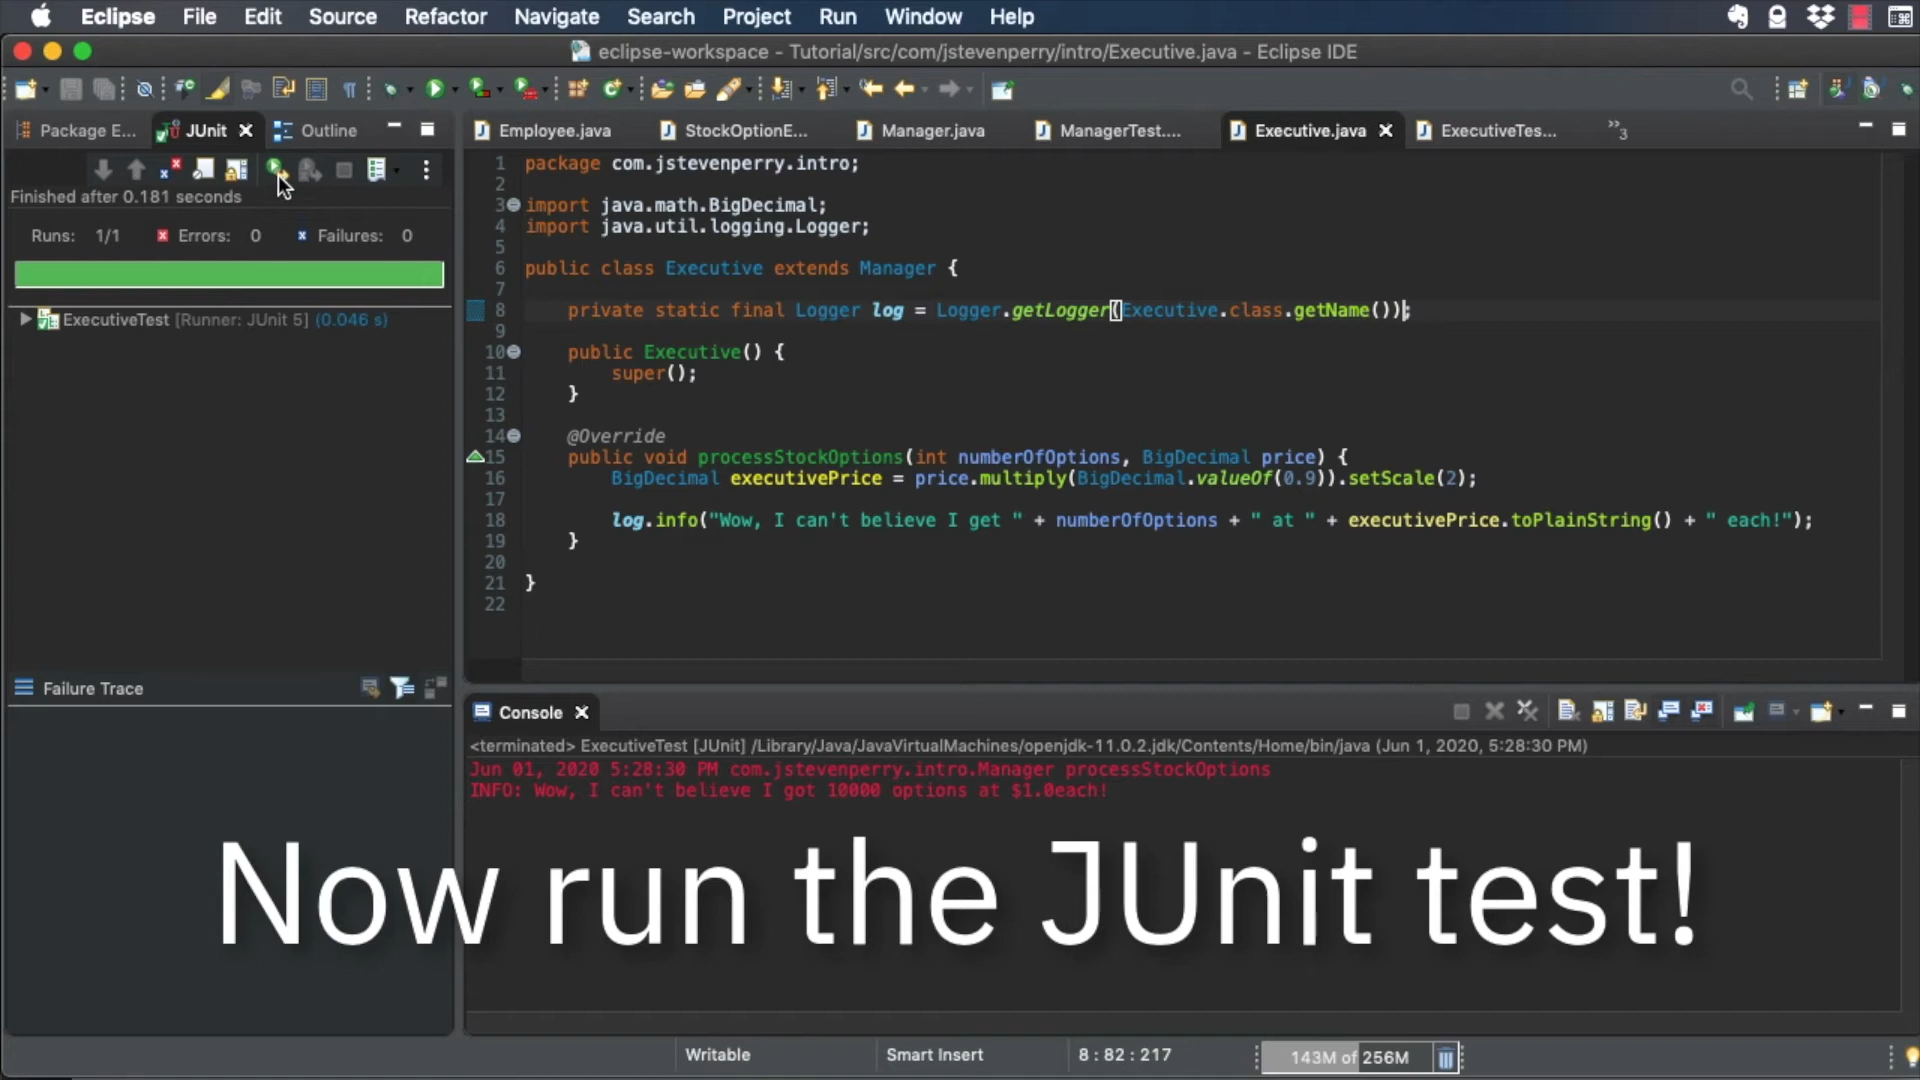 Eclipse File Edit Source Refactor Navigate Search Project Run Window Help
eclipse-workspace - Tutorial/src/com/jstevenperry/intro/Executive.java - Eclipse IDE
Package E... JUnit Outline
Employee.java StockOptionE... Manager.java ManagerTest.... Executive.java ExecutiveTes... 3
Finished after 0.181 seconds
Runs: 1/1 Errors: 0 Failures: 0
ExecutiveTest [Runner: JUnit 5] (0.046 s)
Failure Trace
1 package com.jstevenperry.intro;
2
3 import java.math.BigDecimal;
4 import java.util.logging.Logger;
5
6 public class Executive extends Manager {
7
8 private static final Logger log = Logger.getLogger(Executive.class.getName());
9
10 public Executive() {
11 super();
12 }
13
14 @Override
15 public void processStockOptions(int numberOfOptions, BigDecimal price) {
16 BigDecimal executivePrice = price.multiply(BigDecimal.valueOf(0.9)).setScale(2);
17
18 log.info("Wow, I can't believe I get " + numberOfOptions + " at " + executivePrice.toPlainString() + " each!");
19 }
20
21 }
22
Console
<terminated> ExecutiveTest [JUnit] /Library/Java/JavaVirtualMachines/openjdk-11.0.2.jdk/Contents/Home/bin/java (Jun 1, 2020, 5:28:30 PM)
Jun 01, 2020 5:28:30 PM com.jstevenperry.intro.Manager processStockOptions
INFO: Wow, I can't believe I got 10000 options at $1.0each!
Now run the JUnit test!
Writable Smart Insert 8 : 82 : 217 143M of 256M